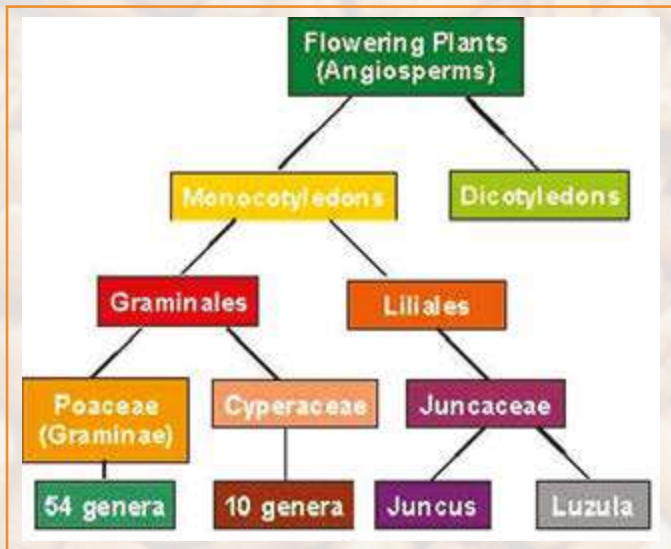 Flowering Plants
(Angiosperms)
Monocotyledons
Dicotyledons
Graminales
Liliales
Poaceae
(Graminae)
Cyperaceae
Juncaceae
54 genera
10 genera
Juncus
Luzula